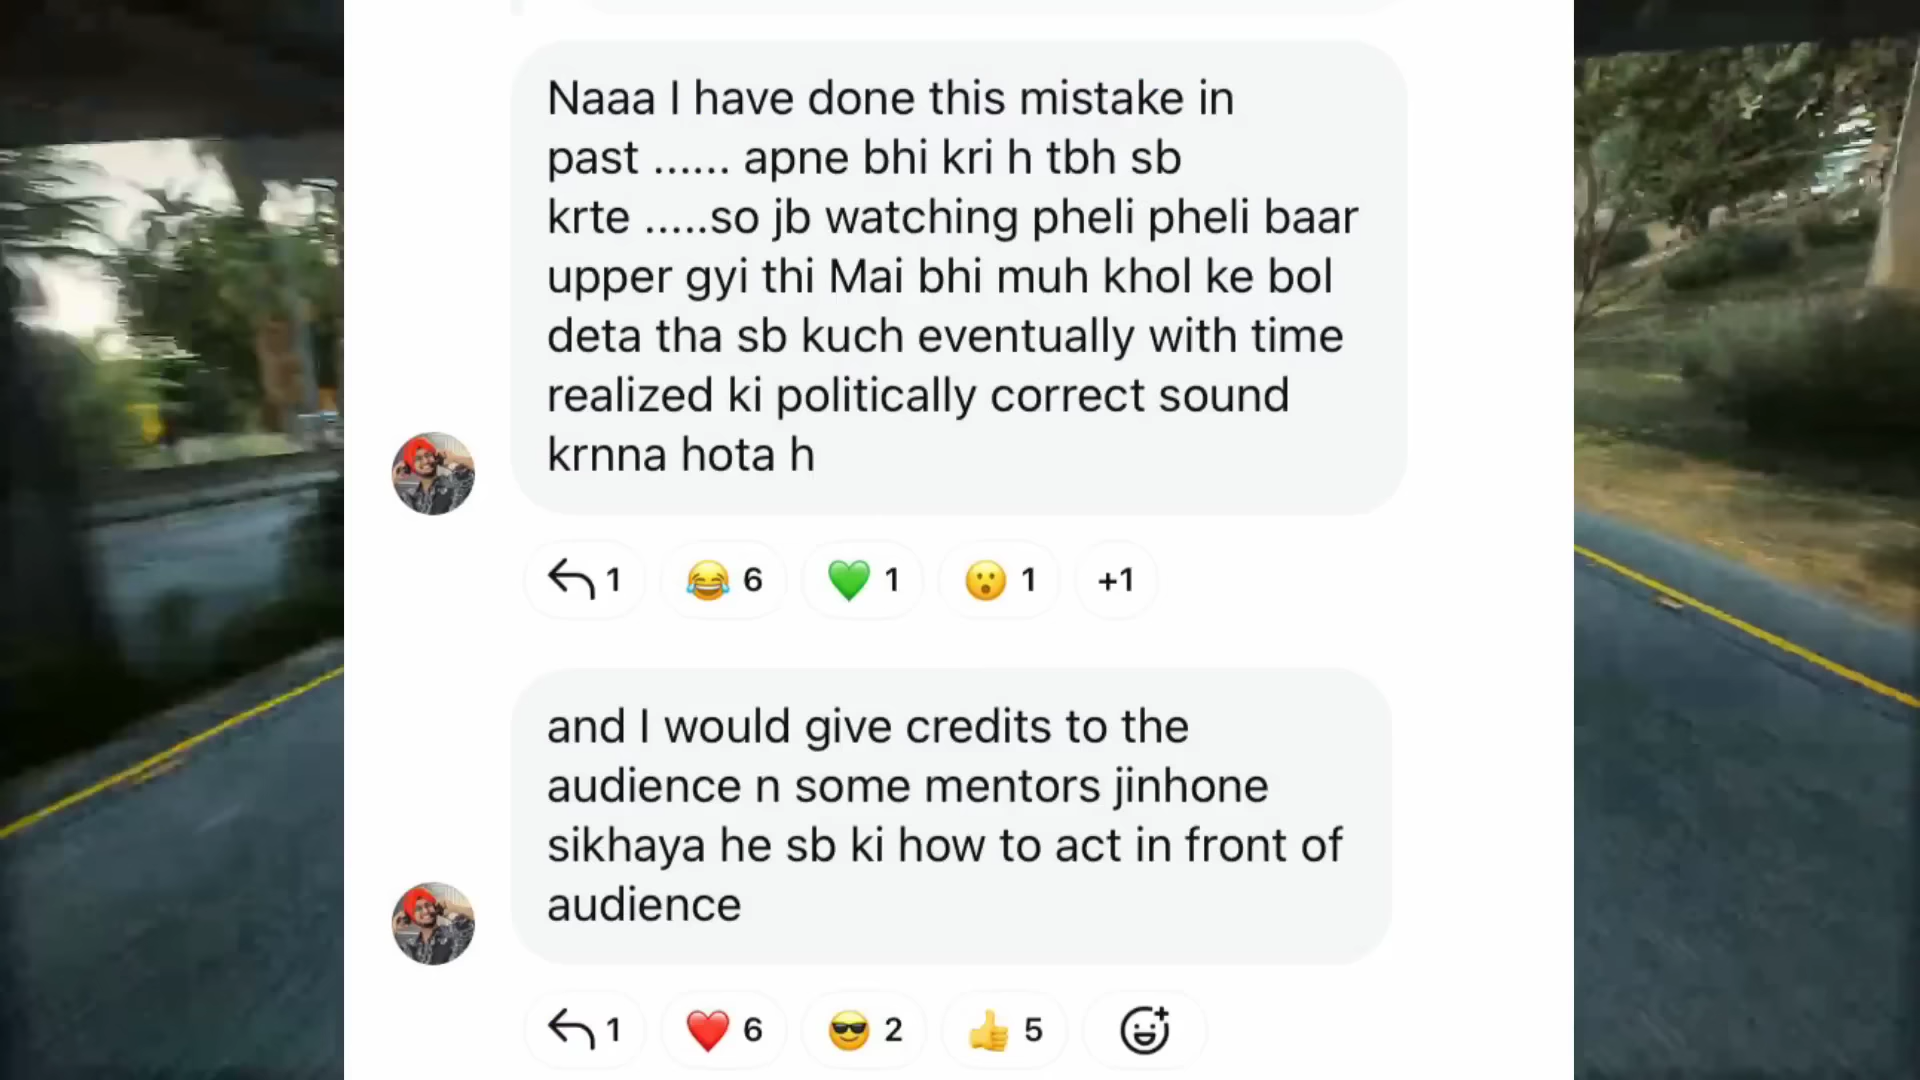 Naaa I have done this mistake in
past ...... apne bhi kri h tbh sb
krte .....so jb watching pheli pheli baar
upper gyi thi Mai bhi muh khol ke bol
deta tha sb kuch eventually with time
realized ki politically correct sound
krnna hota h
1 😂 6 💚 1 😮 1 +1
and I would give credits to the
audience n some mentors jinhone
sikhaya he sb ki how to act in front of
audience
1 ❤️ 6 😎 2 👍 5